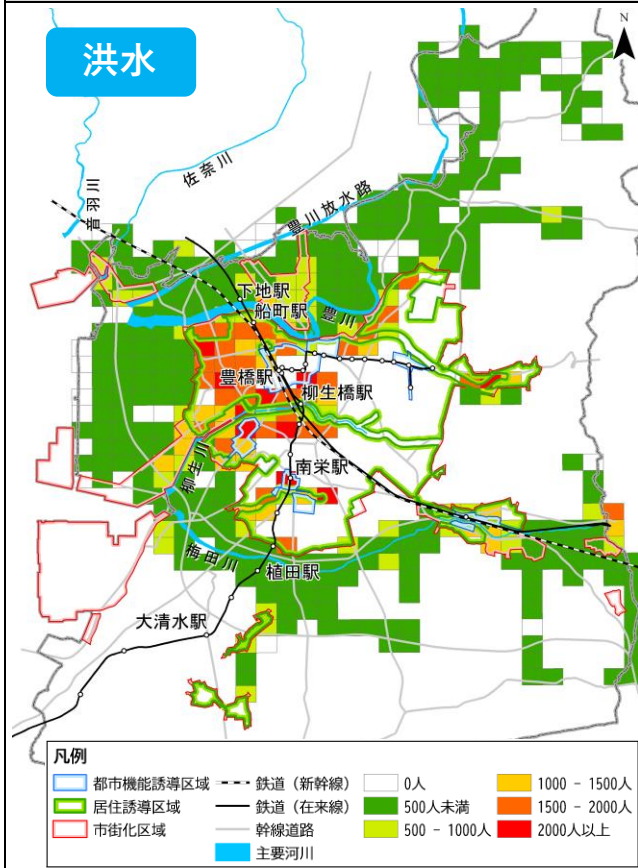 洪水
N
音羽川
佐奈川
豊川放水路
下地駅
船町駅
豊川
豊橋駅
柳生橋駅
柳生川
南栄駅
梅田川
植田駅
大清水駅
凡例
都市機能誘導区域
鉄道（新幹線）
0人
1000 - 1500人
居住誘導区域
鉄道（在来線）
500人未満
1500 - 2000人
市街化区域
幹線道路
500 - 1000人
2000人以上
主要河川